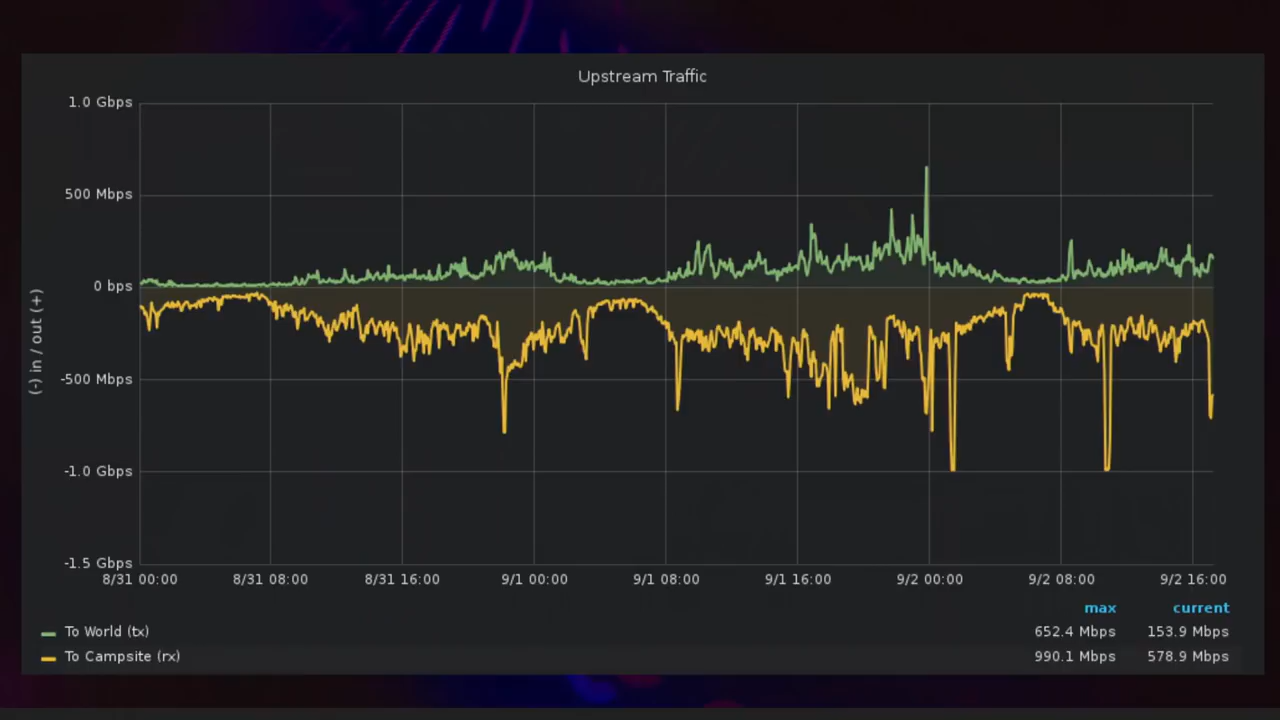 Upstream Traffic
1.0 Gbps
500 Mbps
0 bps
-500 Mbps
-1.0 Gbps
-1.5 Gbps
(-) in / out (+)
8/31 00:00 8/31 08:00 8/31 16:00 9/1 00:00 9/1 08:00 9/1 16:00 9/2 00:00 9/2 08:00 9/2 16:00
max current
To World (tx) 652.4 Mbps 153.9 Mbps
To Campsite (rx) 990.1 Mbps 578.9 Mbps